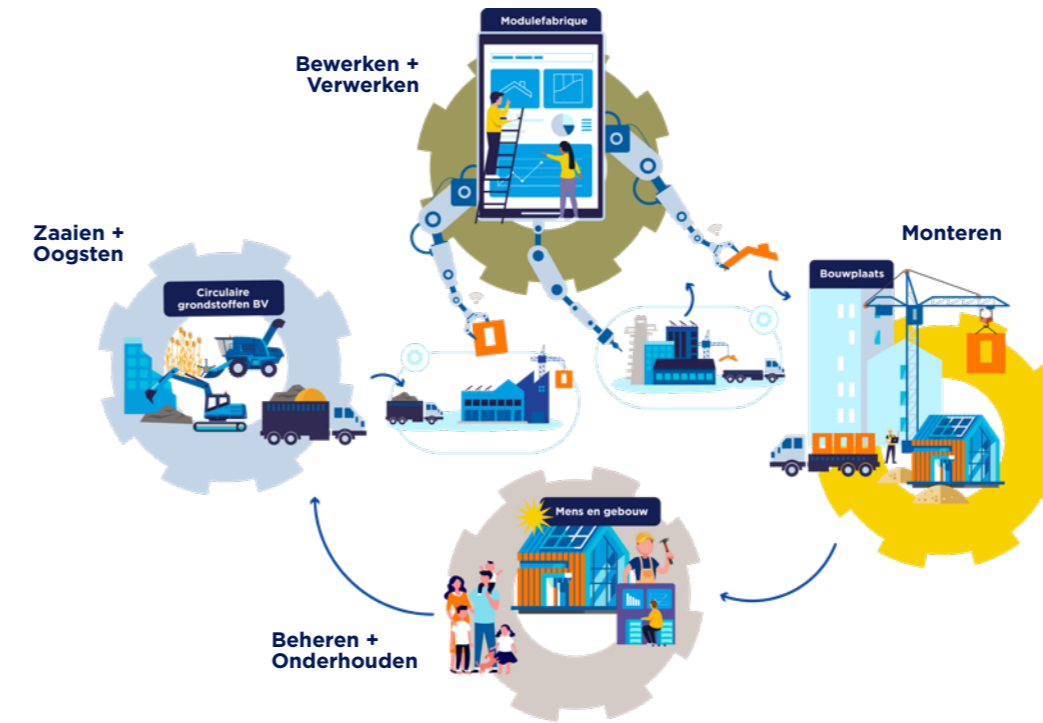 Modulefabrique
Bewerken +
Verwerken
Zaaien +
Oogsten
Circulaire
grondstoffen BV
Monteren
Bouwplaats
Mens en gebouw
Beheren +
Onderhouden